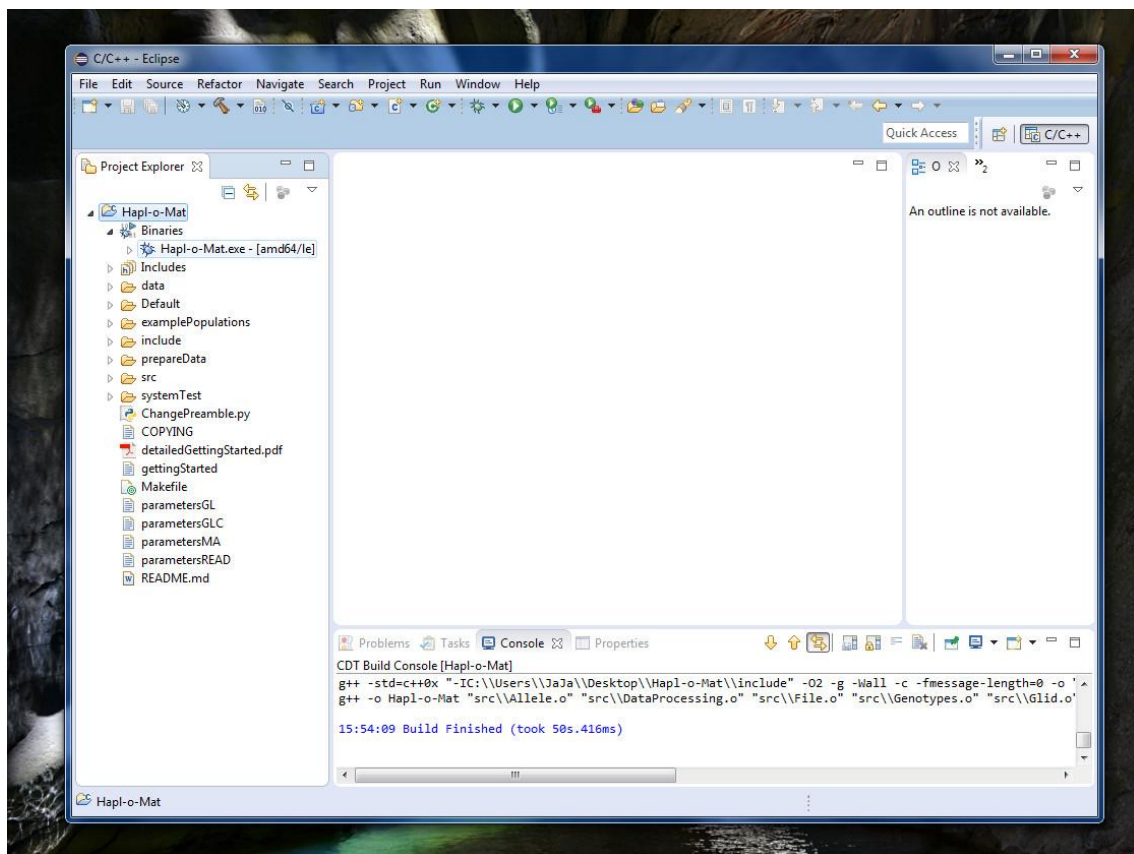 C/C++ - Eclipse
File Edit Source Refactor Navigate Search Project Run Window Help
Quick Access
C/C++
Project Explorer
Hapl-o-Mat
Binaries
Hapl-o-Mat.exe - [amd64/le]
Includes
data
Default
examplePopulations
include
prepareData
src
systemTest
ChangePreamble.py
COPYING
detailedGettingStarted.pdf
gettingStarted
Makefile
parametersGL
parametersGLC
parametersMA
parametersREAD
README.md
O
2
An outline is not available.
Problems Tasks Console Properties
CDT Build Console [Hapl-o-Mat]
g++ -std=c++0x "-IC:\\Users\\JaJa\\Desktop\\Hapl-o-Mat\\include" -O2 -g -Wall -c -fmessage-length=0 -o "
g++ -o Hapl-o-Mat "src\\Allele.o" "src\\DataProcessing.o" "src\\File.o" "src\\Genotypes.o" "src\\Glid.o"
15:54:09 Build Finished (took 50s.416ms)
Hapl-o-Mat